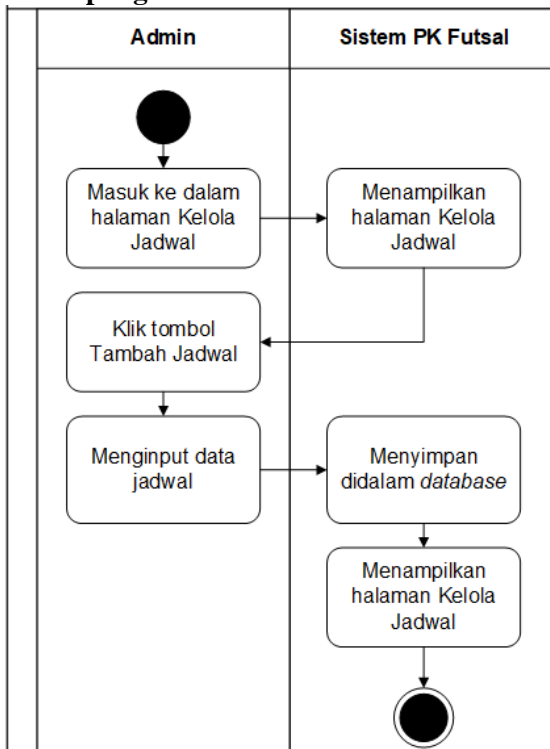 Admin
Sistem PK Futsal
Masuk ke dalam
halaman Kelola
Jadwal
Menampilkan
halaman Kelola
Jadwal
Klik tombol
Tambah Jadwal
Menginput data
jadwal
Menyimpan
didalam database
Menampilkan
halaman Kelola
Jadwal